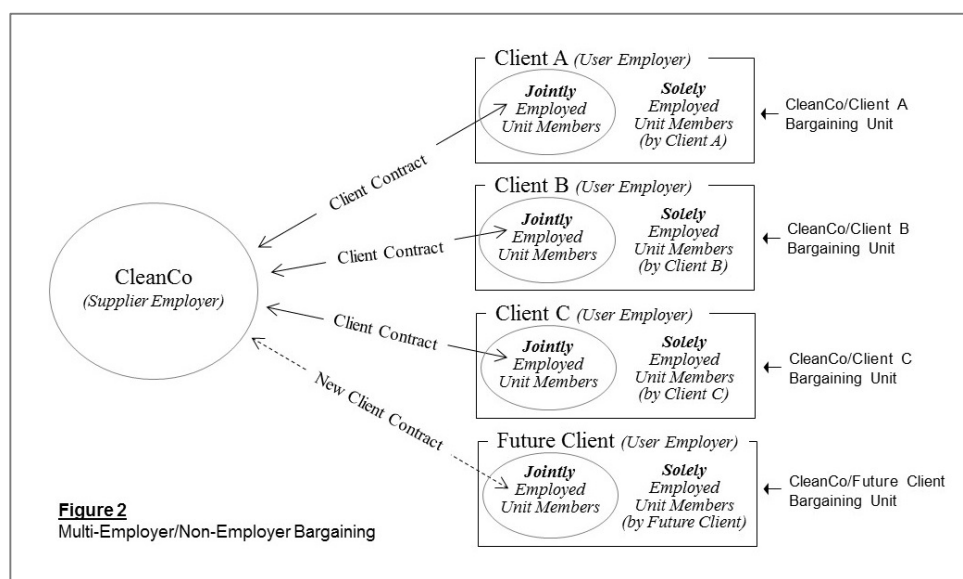 Client A (User Employer)
Jointly
Employed
Unit Members
Solely
Employed
Unit Members
(by Client A)
CleanCo/Client A
Bargaining Unit
Client Contract
Client B (User Employer)
Jointly
Employed
Unit Members
Solely
Employed
Unit Members
(by Client B)
CleanCo/Client B
Bargaining Unit
Client Contract
CleanCo
(Supplier Employer)
Client C (User Employer)
Jointly
Employed
Unit Members
Solely
Employed
Unit Members
(by Client C)
CleanCo/Client C
Bargaining Unit
Client Contract
Future Client (User Employer)
Jointly
Employed
Unit Members
Solely
Employed
Unit Members
(by Future Client)
CleanCo/Future Client
Bargaining Unit
New Client Contract
Figure 2
Multi-Employer/Non-Employer Bargaining